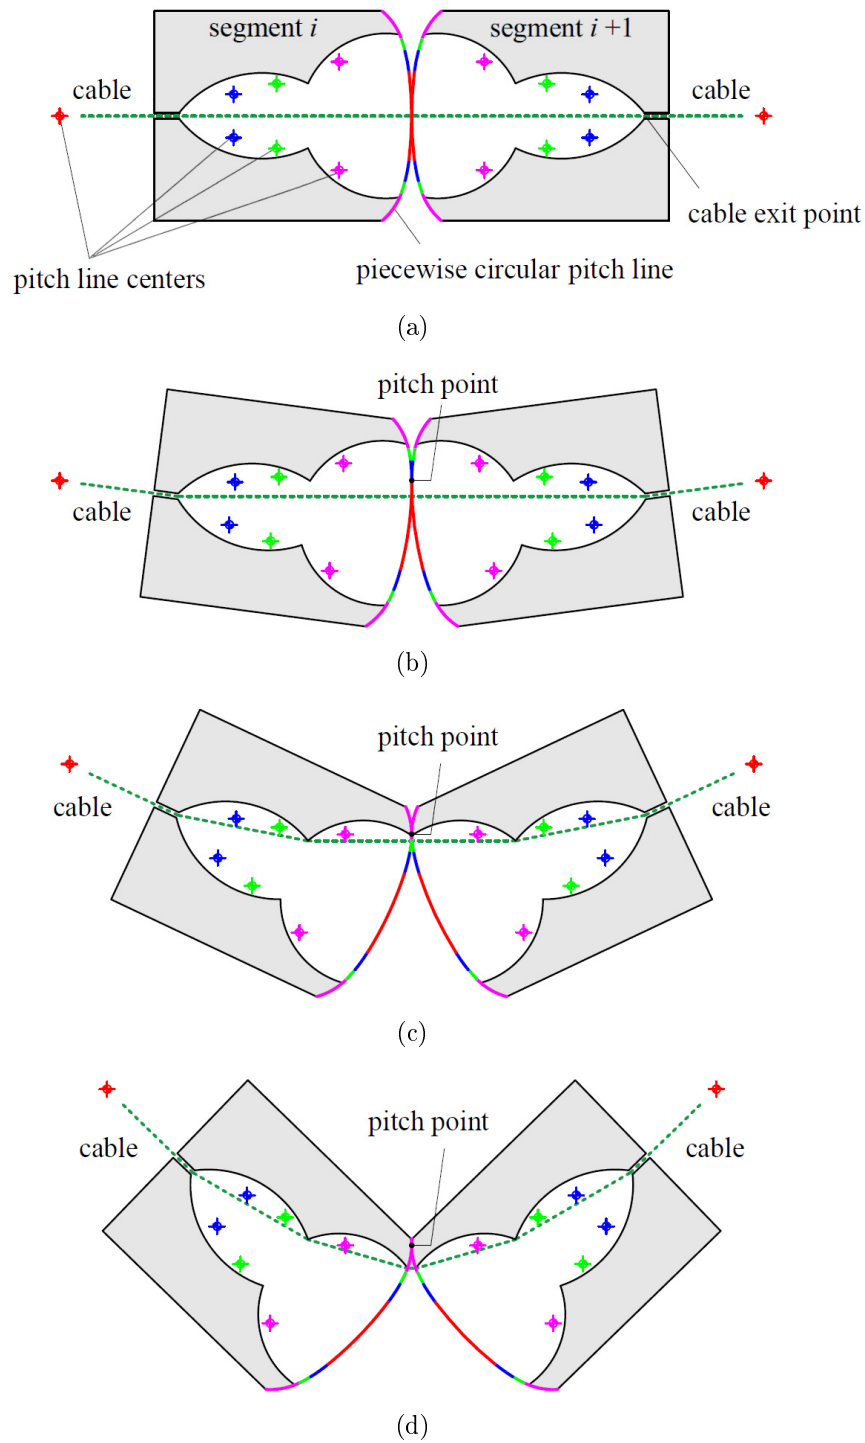 segment i
segment i +1
cable
cable
cable exit point
pitch line centers
piecewise circular pitch line
(a)
pitch point
cable
cable
(b)
pitch point
cable
cable
(c)
pitch point
cable
cable
(d)